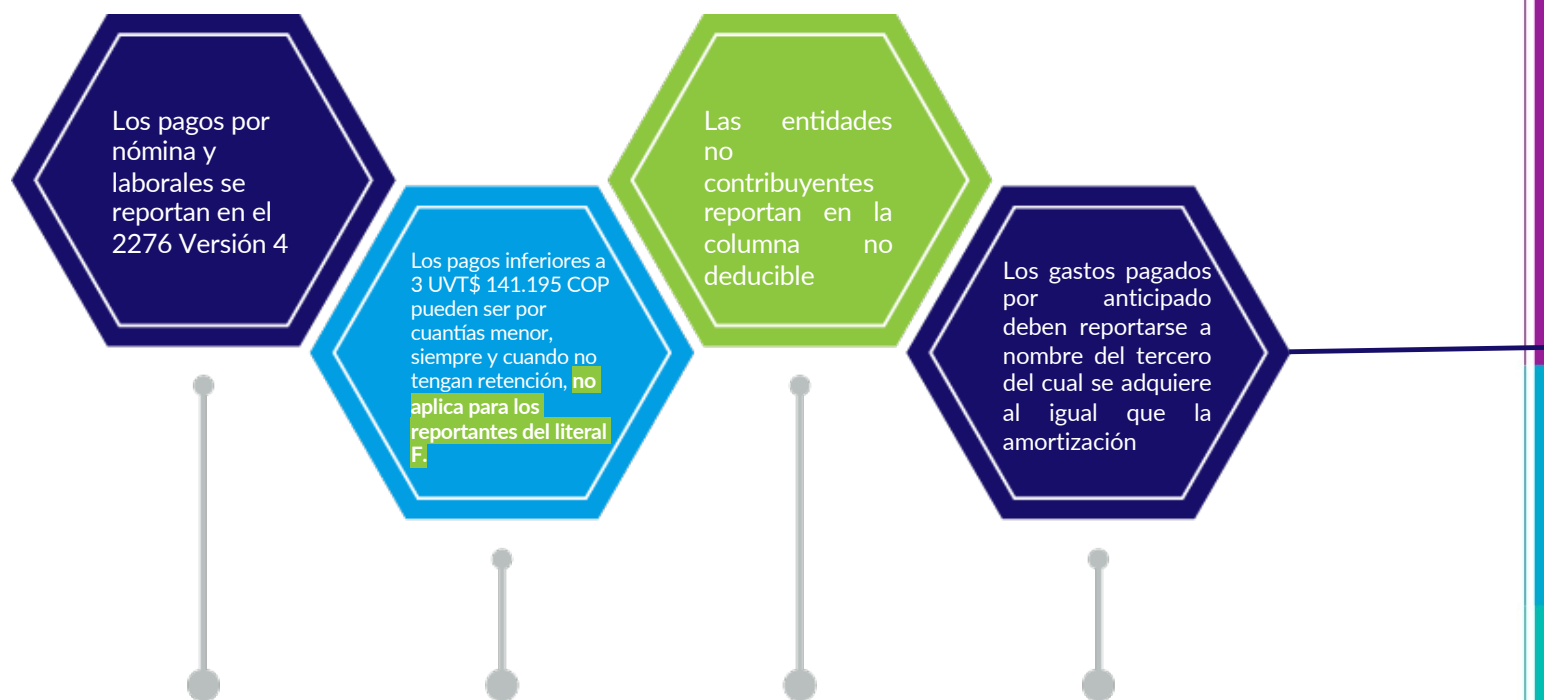 Los pagos por
nómina y
laborales se
reportan en el
2276 Versión 4
Los pagos inferiores a
3 UVT$ 141.195 COP
pueden ser por
cuantías menor,
siempre y cuando no
tengan retención, no
aplica para los
reportantes del literal
F.
Las entidades
no
contribuyentes
reportan en la
columna no
deducible
Los gastos pagados
por anticipado
deben reportarse a
nombre del tercero
del cual se adquiere
al igual que la
amortización